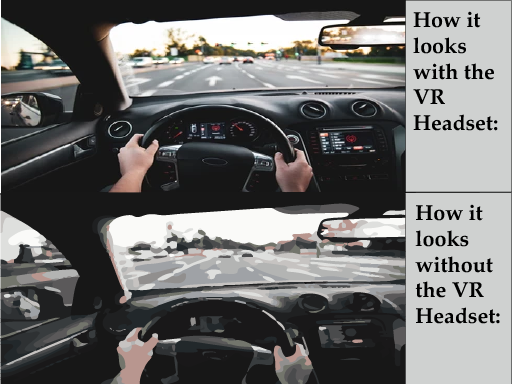 How it
looks
with the
VR
Headset:
How it
looks
without
the VR
Headset: